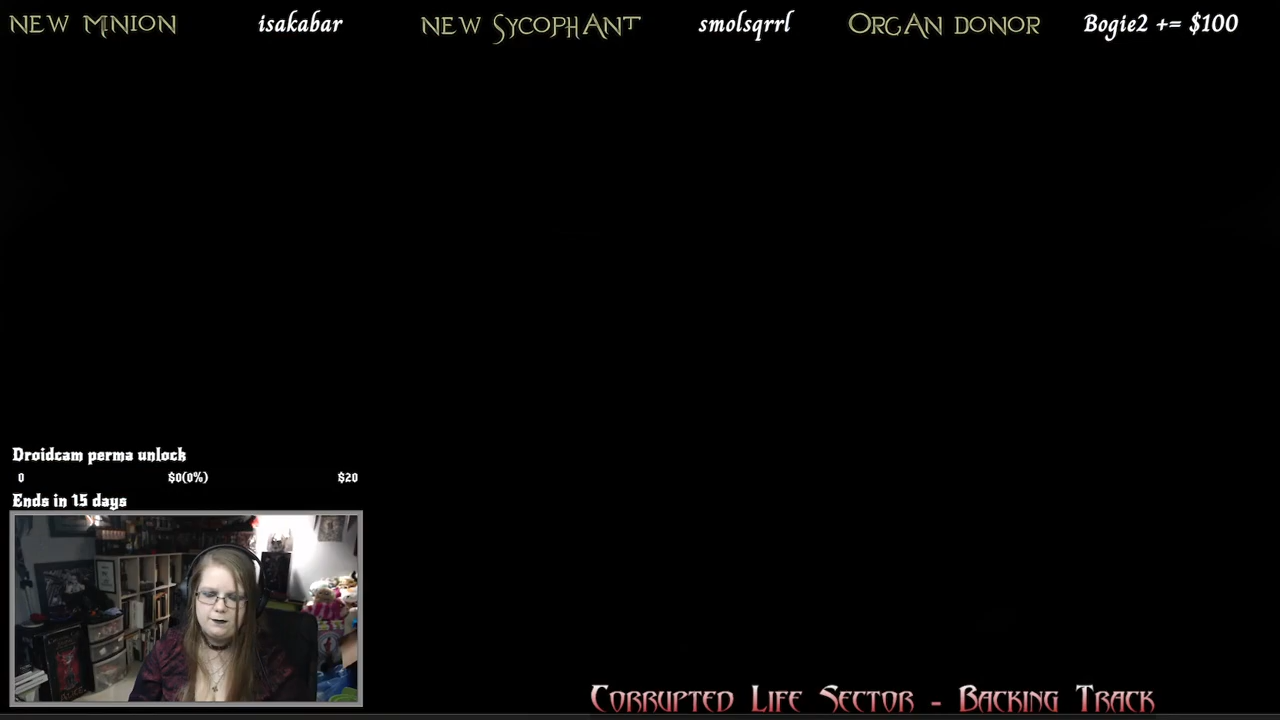 NEW MINION isakabar NEW SYCOPHANT smolsqrrl ORGAN DONOR Bogie2 += $100
Droidcam perma unlock
0 $0(0%) $20
Ends in 15 days
CORRUPTED LIFE SECTOR - BACKING TRACK